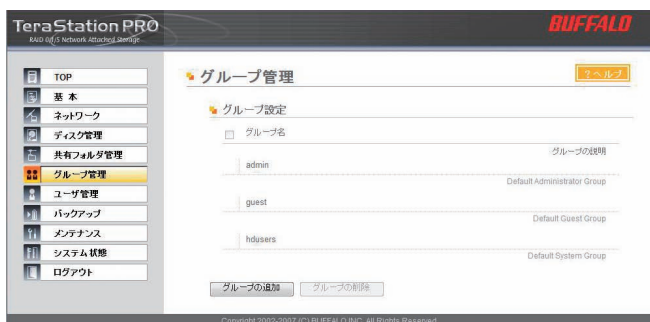 TeraStation PRO
RAID 0/1/5 Network Attached Storage
BUFFALO
TOP
基本
ネットワーク
ディスク管理
共有フォルダ管理
グループ管理
ユーザ管理
バックアップ
メンテナンス
システム状態
ログアウト
グループ管理
?ヘルプ
グループ設定
グループ名
グループの説明
admin
Default Administrator Group
guest
Default Guest Group
hdusers
Default System Group
グループの追加
グループの削除
Copyright 2002-2007 (C) BUFFALO INC. All Rights Reserved.